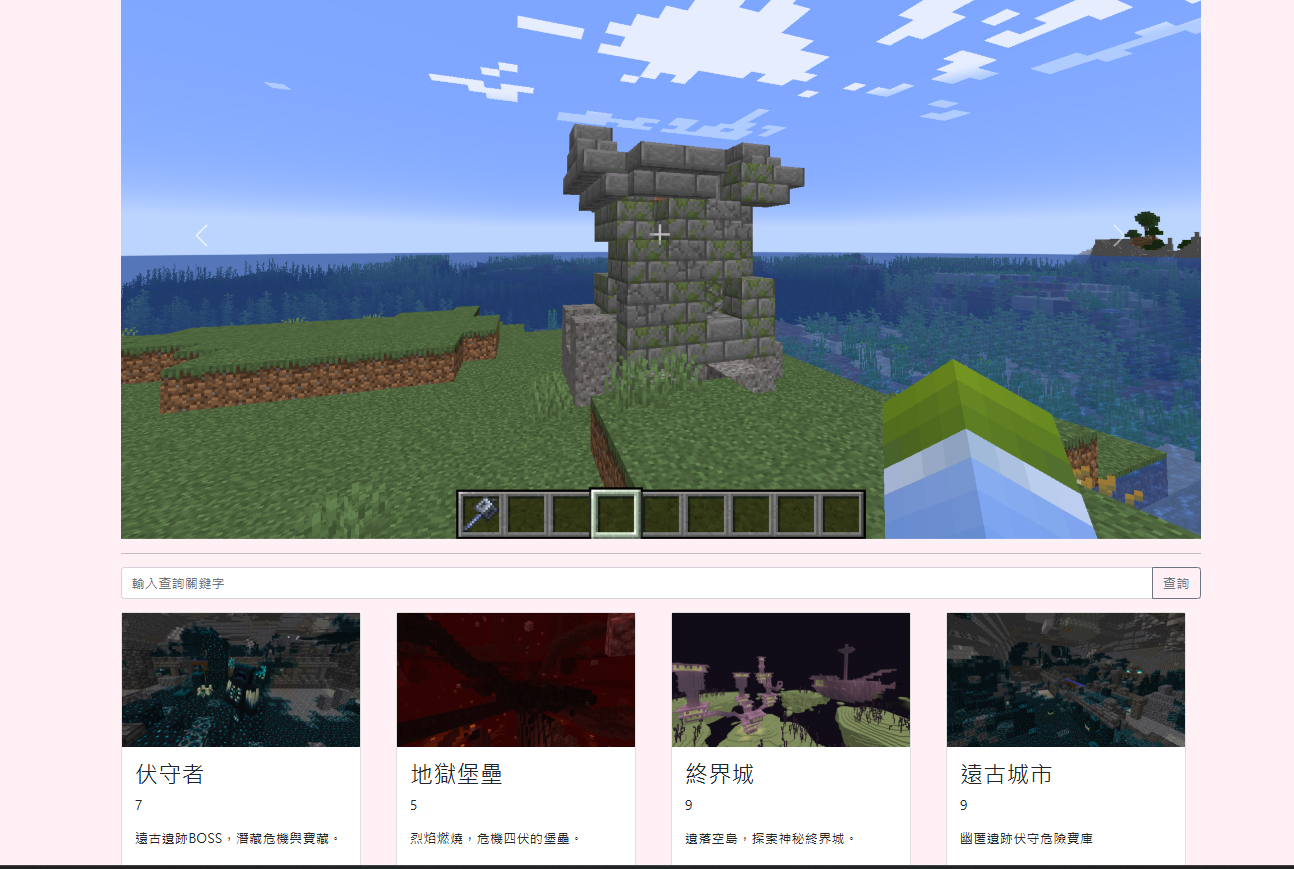 輸入查詢關鍵字
查詢
伏守者
7
遠古遺跡BOSS，潛藏危機與寶藏。
地獄堡壘
5
烈焰燃燒，危機四伏的堡壘。
終界城
9
遺落空島，探索神秘終界城。
遠古城市
9
幽匿遺跡伏守危險寶庫